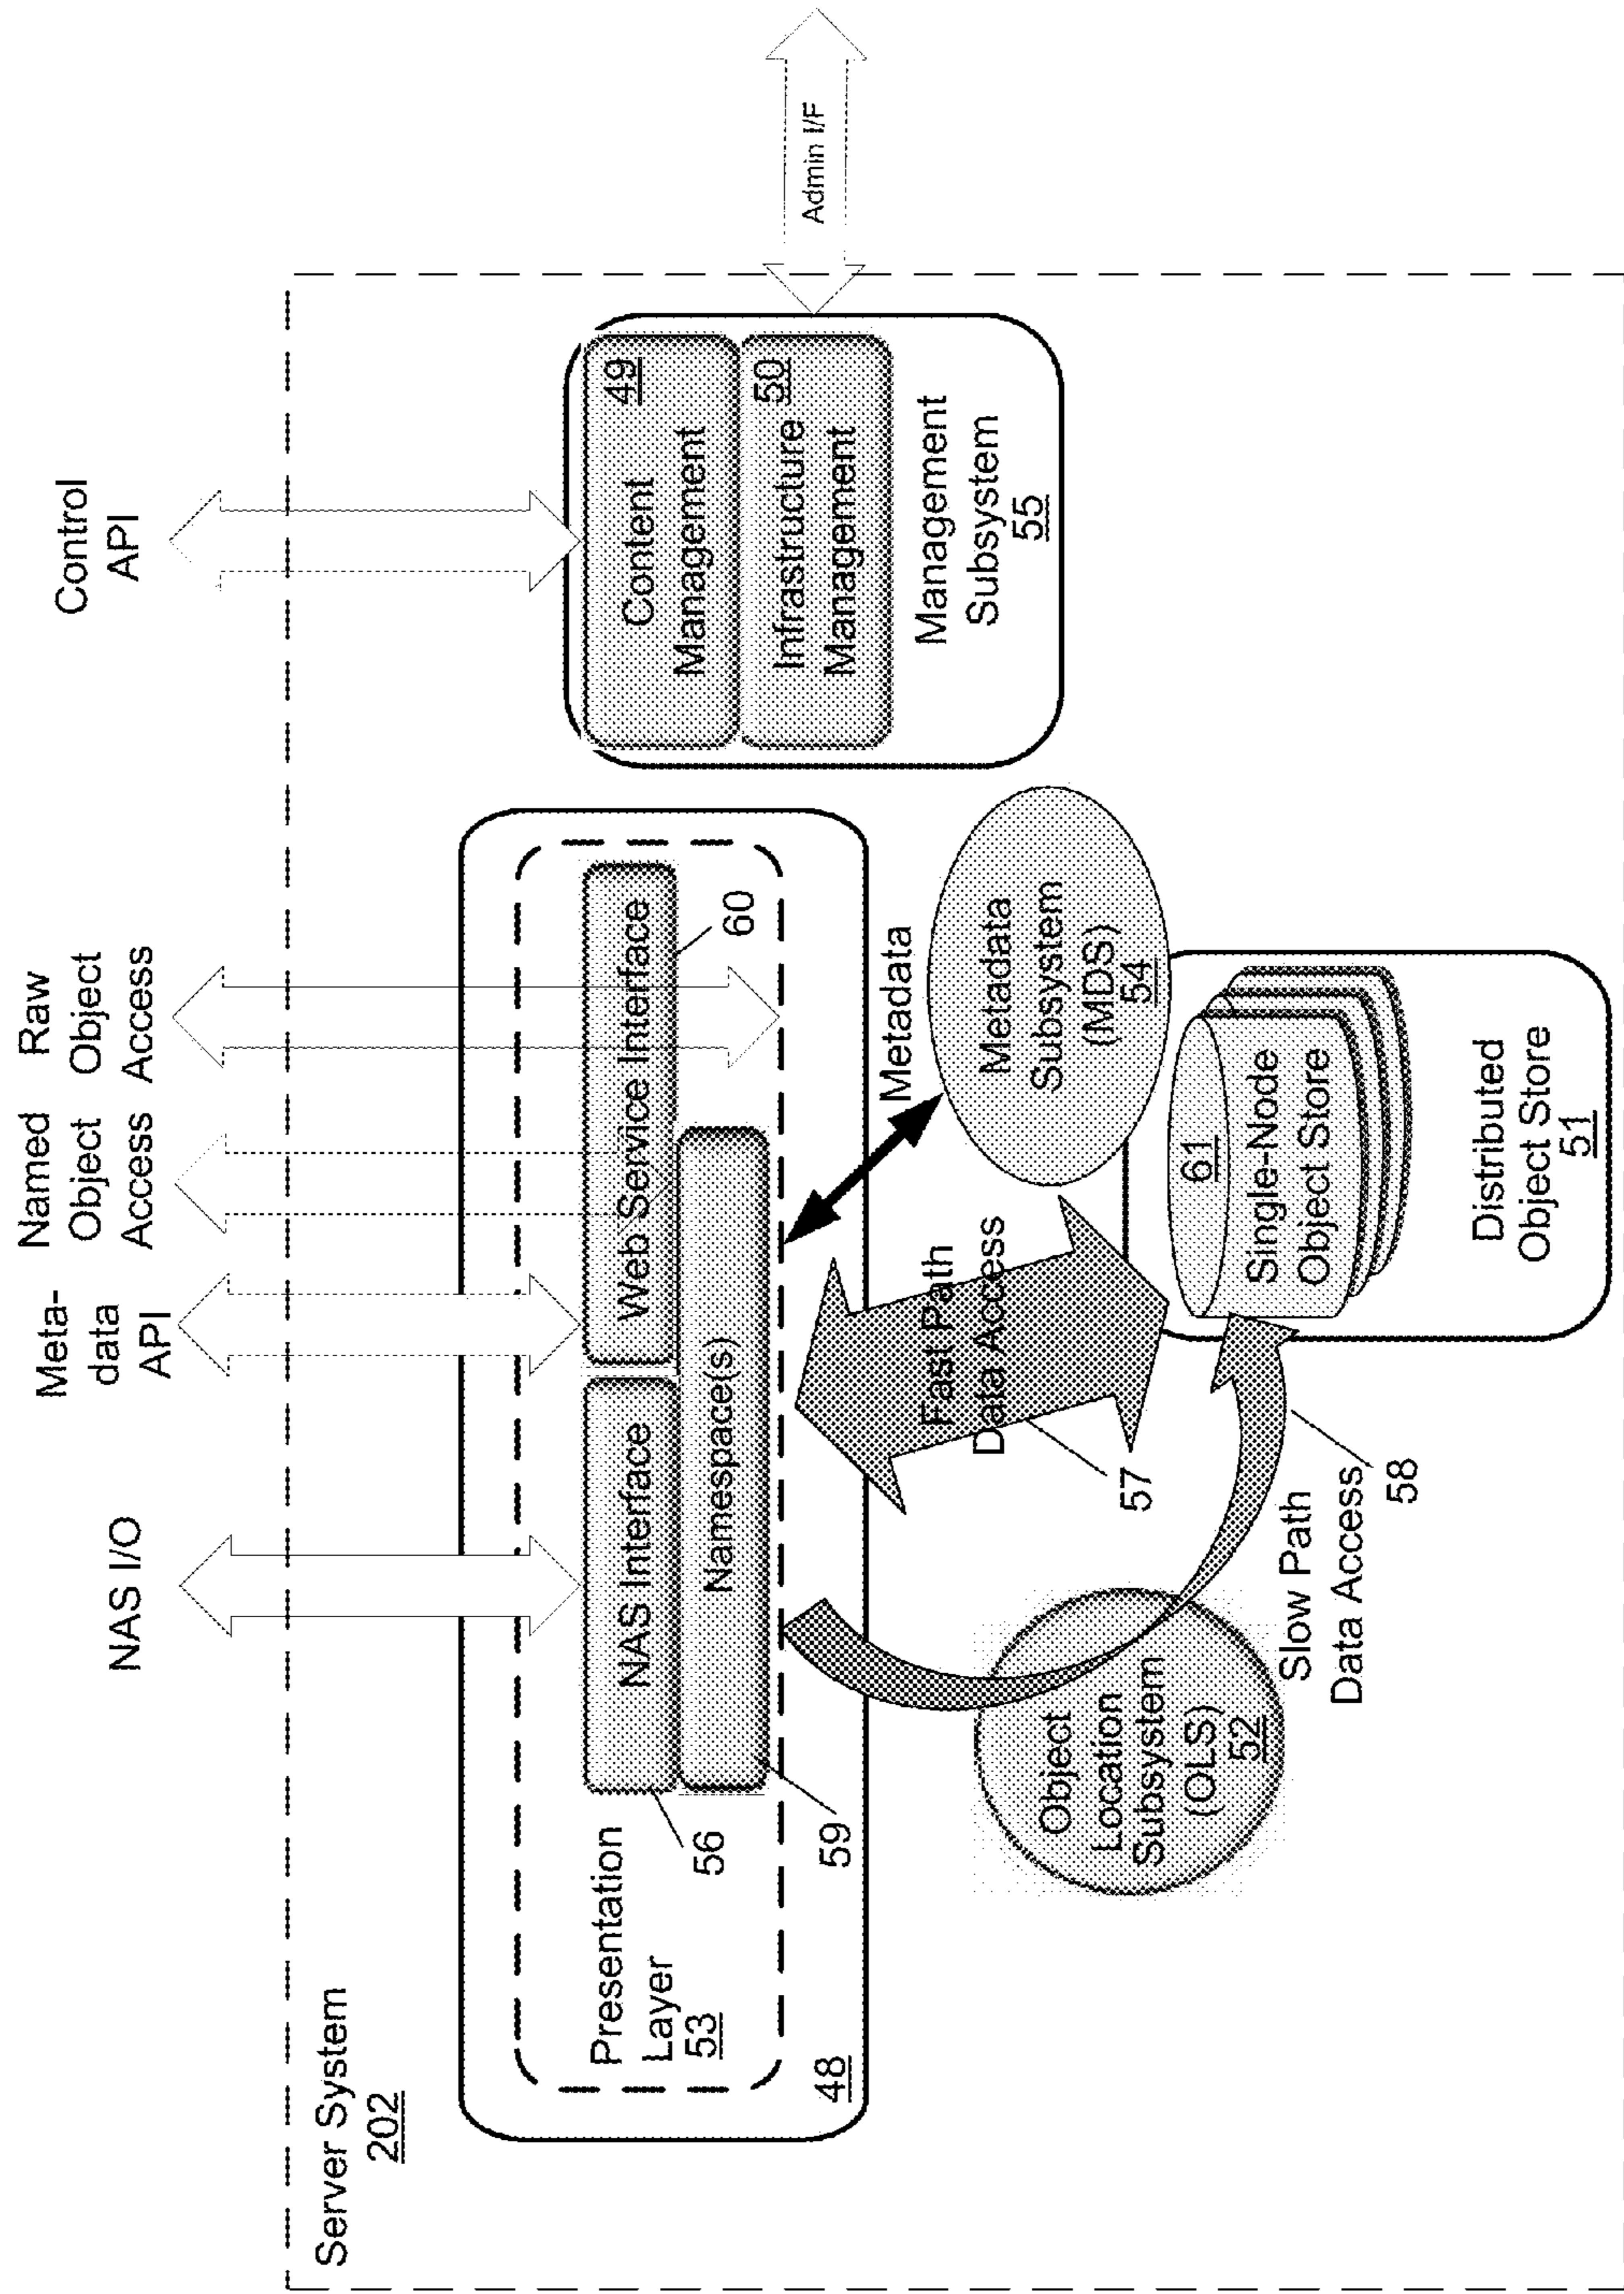 NAS I/O
Meta-
data
API
Named
Object
Access
Raw
Object
Access
Control
API
Server System
202
Presentation
Layer
53
48
NAS Interface
56
Web Service Interface
60
Namespace(s)
59
Content
Management
49
Infrastructure
Management
50
Management
Subsystem
55
Admin I/F
Metadata
Metadata
Subsystem
(MDS)
54
Fast Path
Data Access
57
Object
Location
Subsystem
(OLS)
52
Slow Path
Data Access
58
61
Single-Node
Object Store
Distributed
Object Store
51